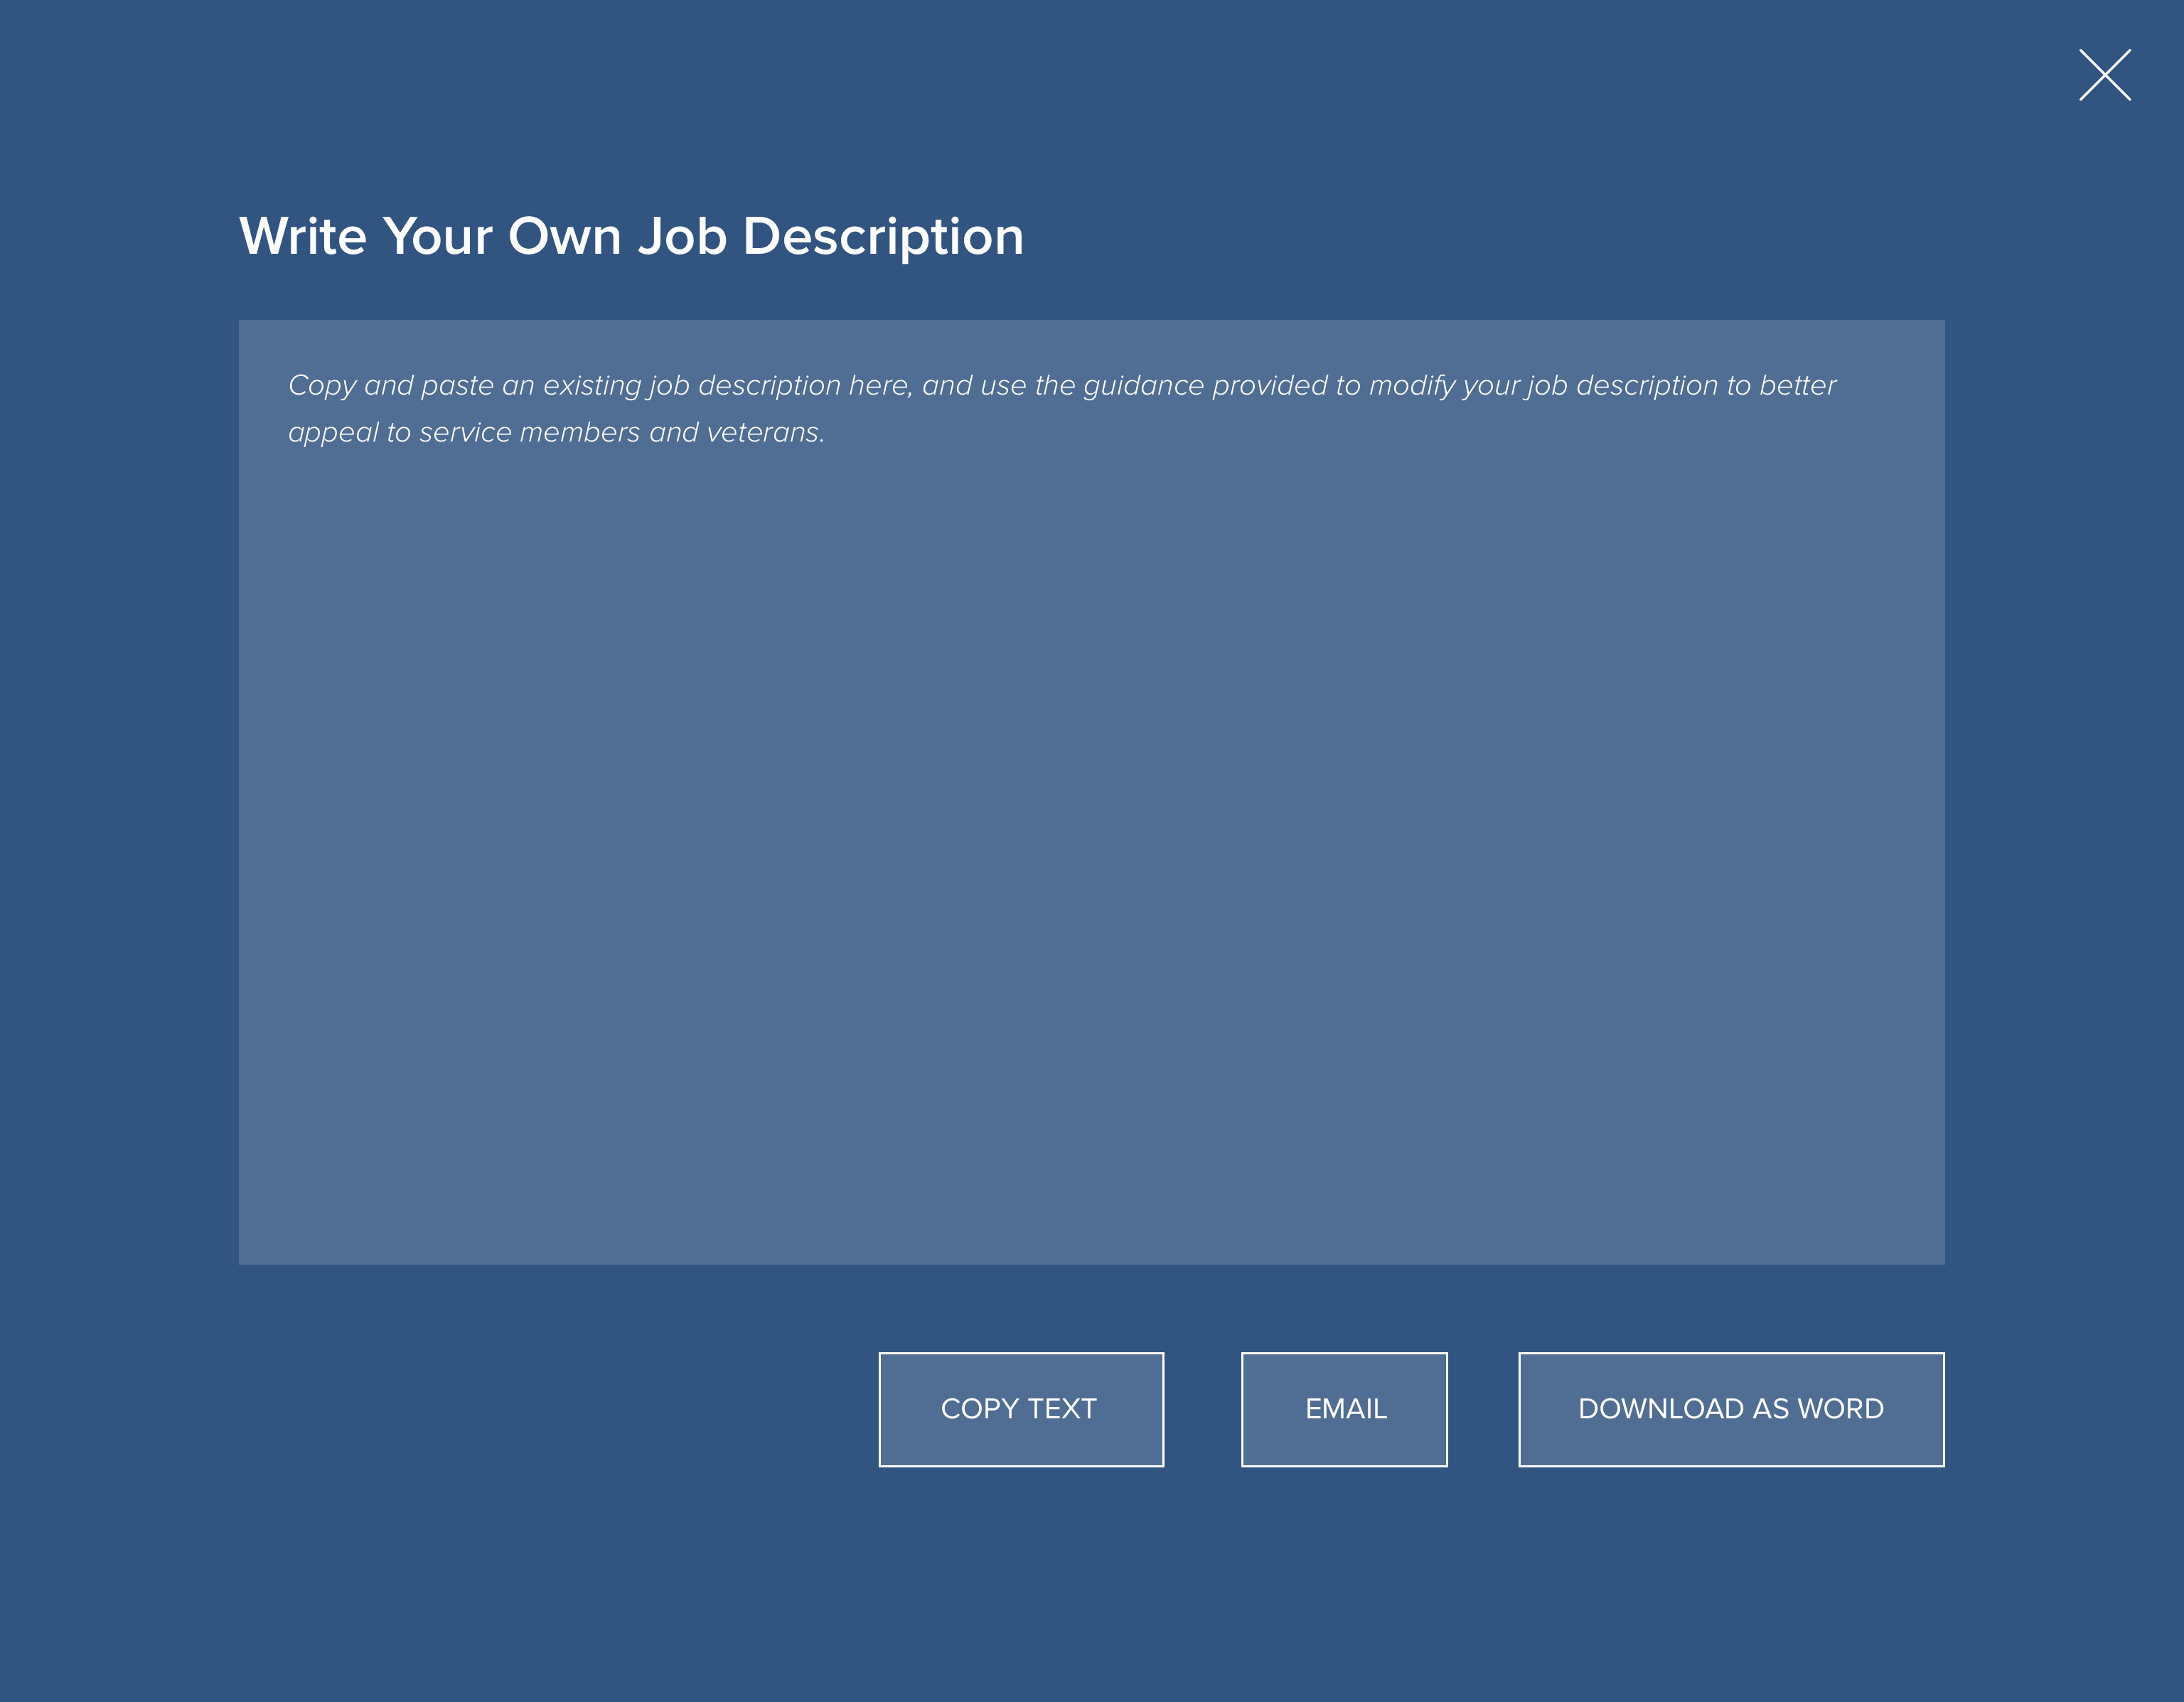 Write Your Own Job Description
Copy and paste an existing job description here, and use the guidance provided to modify your job description to better
appeal to service members and veterans.
COPY TEXT
EMAIL
DOWNLOAD AS WORD